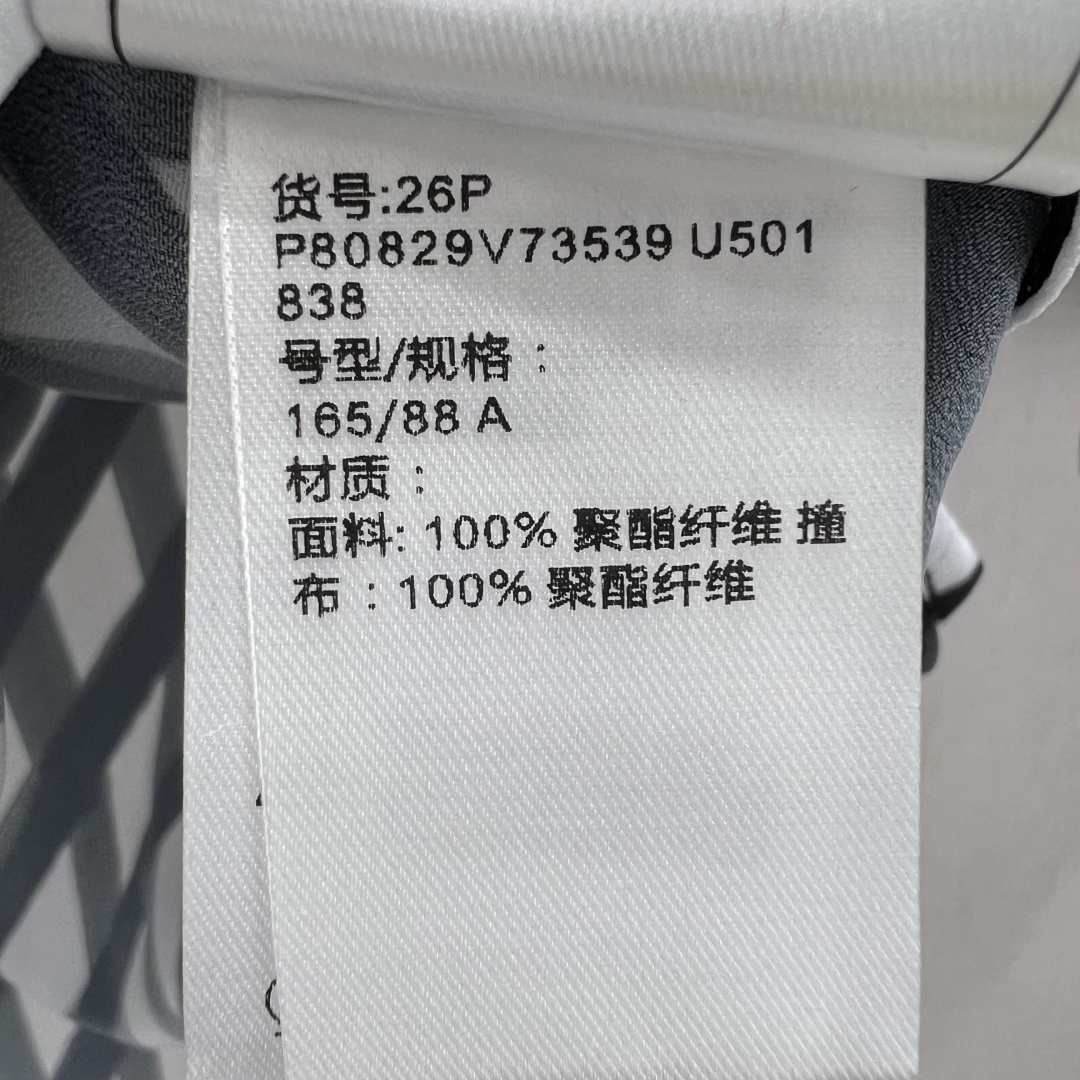 货号:26P
P80829V73539 U501
838
号型/规格：
165/88 A
材质：
面料: 100% 聚酯纤维 撞
布：100% 聚酯纤维